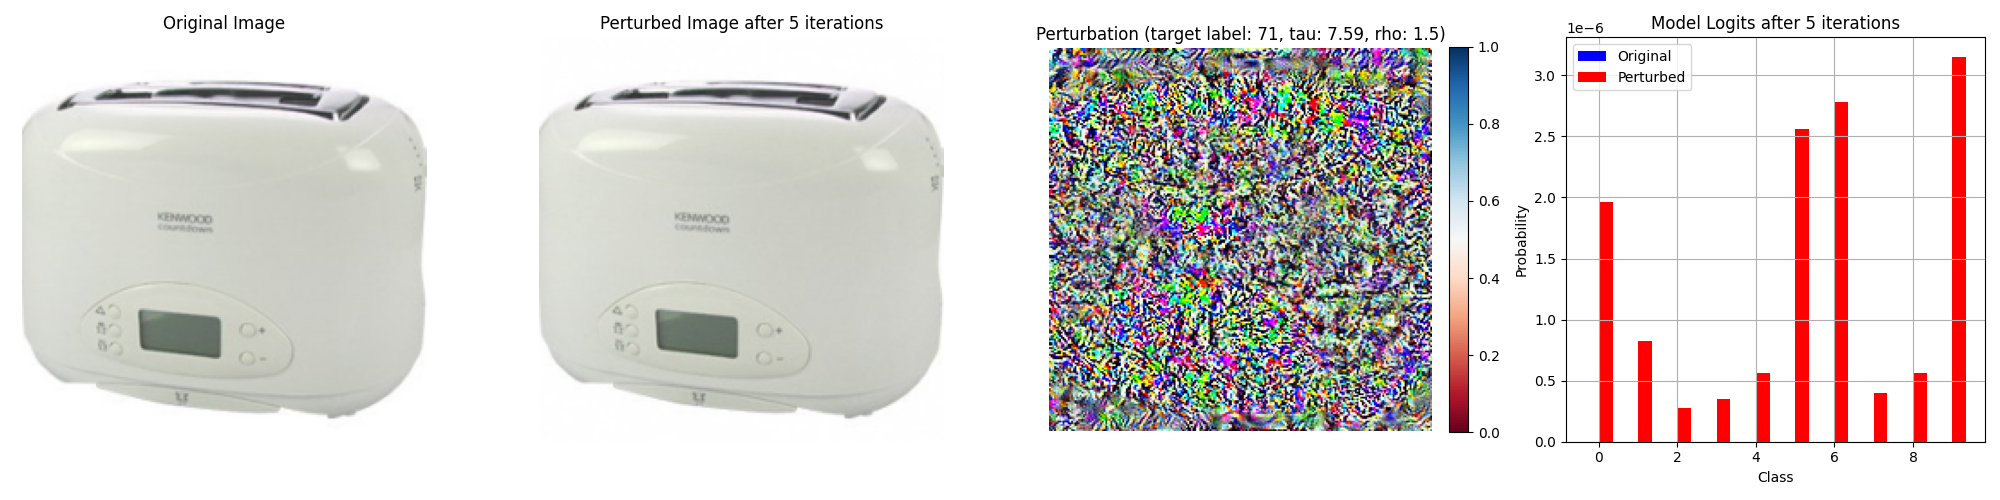 Original Image
KENWOOD
countdown
+
−
Perturbed Image after 5 iterations
KENWOOD
countdown
+
−
Perturbation (target label: 71, tau: 7.59, rho: 1.5)
1.0
0.8
0.6
0.4
0.2
0.0
Model Logits after 5 iterations
1e−6
Original
Perturbed
3.0
2.5
2.0
1.5
1.0
0.5
0.0
Probability
0 2 4 6 8
Class